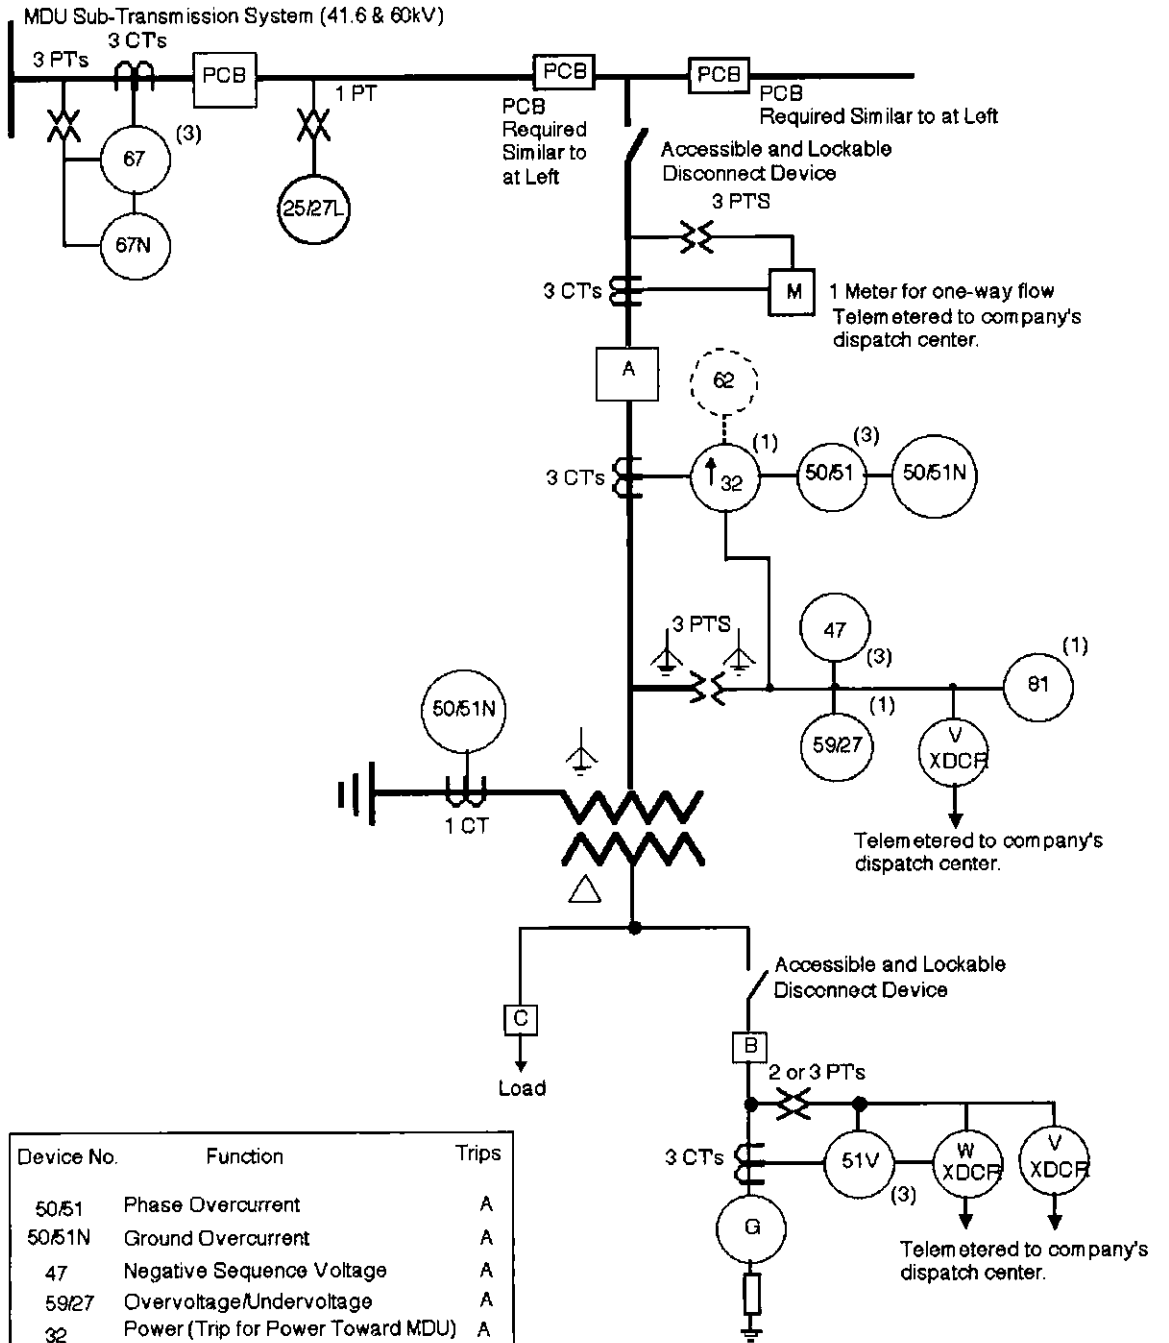 MDU Sub-Transmission System (41.6 & 60kV)
3 CT's
3 PT's
PCB
1 PT
PCB
PCB
PCB
Required
Similar to
at Left
PCB
Required Similar to at Left
(3)
67
25/27L
67N
Accessible and Lockable
Disconnect Device
3 PT'S
3 CT's
M
1 Meter for one-way flow
Telemetered to company's
dispatch center.
A
62
(1)
(3)
3 CT's
32
50/51
50/51N
3 PT'S
47
(3)
(1)
81
(1)
59/27
V
XDCR
50/51N
1 CT
Telemetered to company's
dispatch center.
Accessible and Lockable
Disconnect Device
C
Load
B
2 or 3 PT's
3 CT's
51V
(3)
W
XDCR
V
XDCR
G
Telemetered to company's
dispatch center.
Device No. Function Trips
50/51 Phase Overcurrent A
50/51N Ground Overcurrent A
47 Negative Sequence Voltage A
59/27 Overvoltage/Undervoltage A
32 Power (Trip for Power Toward MDU) A